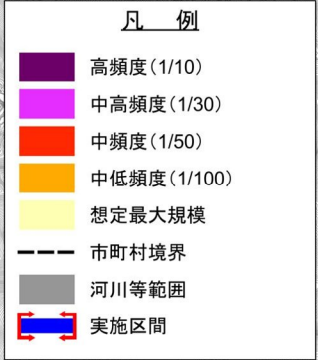 凡 例
高頻度(1/10)
中高頻度(1/30)
中頻度(1/50)
中低頻度(1/100)
想定最大規模
市町村境界
河川等範囲
実施区間